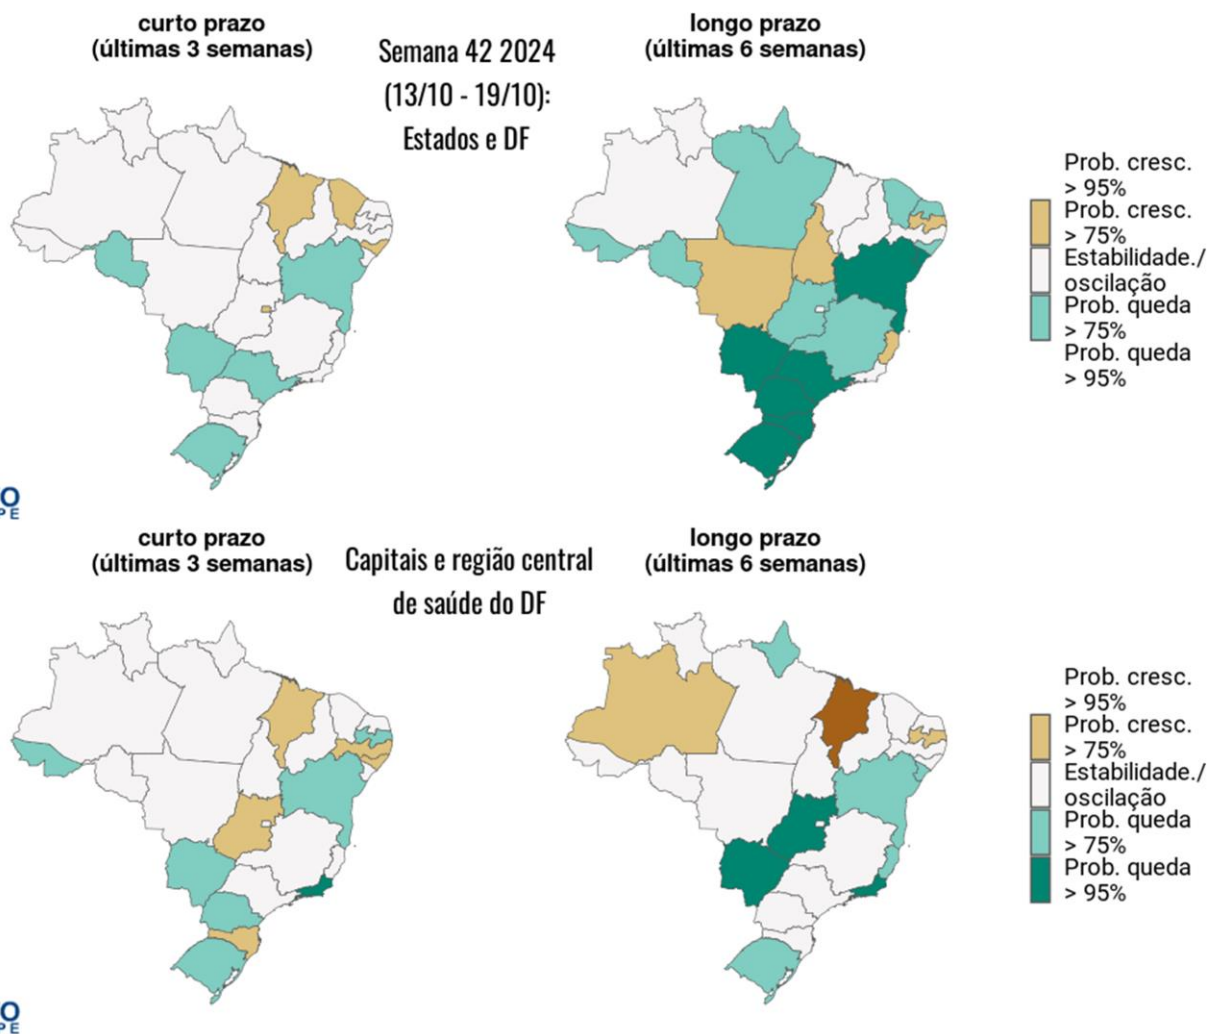 curto prazo
(últimas 3 semanas)
Semana 42 2024
(13/10 - 19/10):
Estados e DF
longo prazo
(últimas 6 semanas)
Prob. cresc.
> 95%
Prob. cresc.
> 75%
Estabilidade./
oscilação
Prob. queda
> 75%
Prob. queda
> 95%
O
PE
curto prazo
(últimas 3 semanas)
Capitais e região central
de saúde do DF
longo prazo
(últimas 6 semanas)
Prob. cresc.
> 95%
Prob. cresc.
> 75%
Estabilidade./
oscilação
Prob. queda
> 75%
Prob. queda
> 95%
O
PE